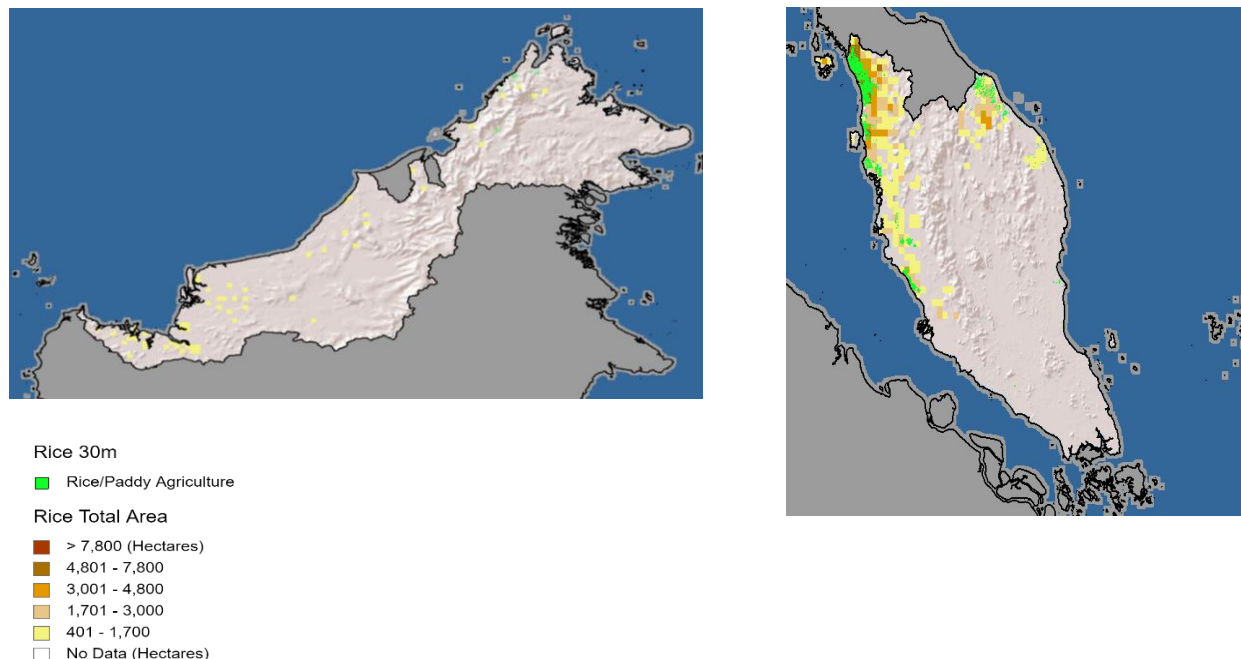 Rice 30m
Rice/Paddy Agriculture
Rice Total Area
> 7,800 (Hectares)
4,801 - 7,800
3,001 - 4,800
1,701 - 3,000
401 - 1,700
No Data (Hectares)